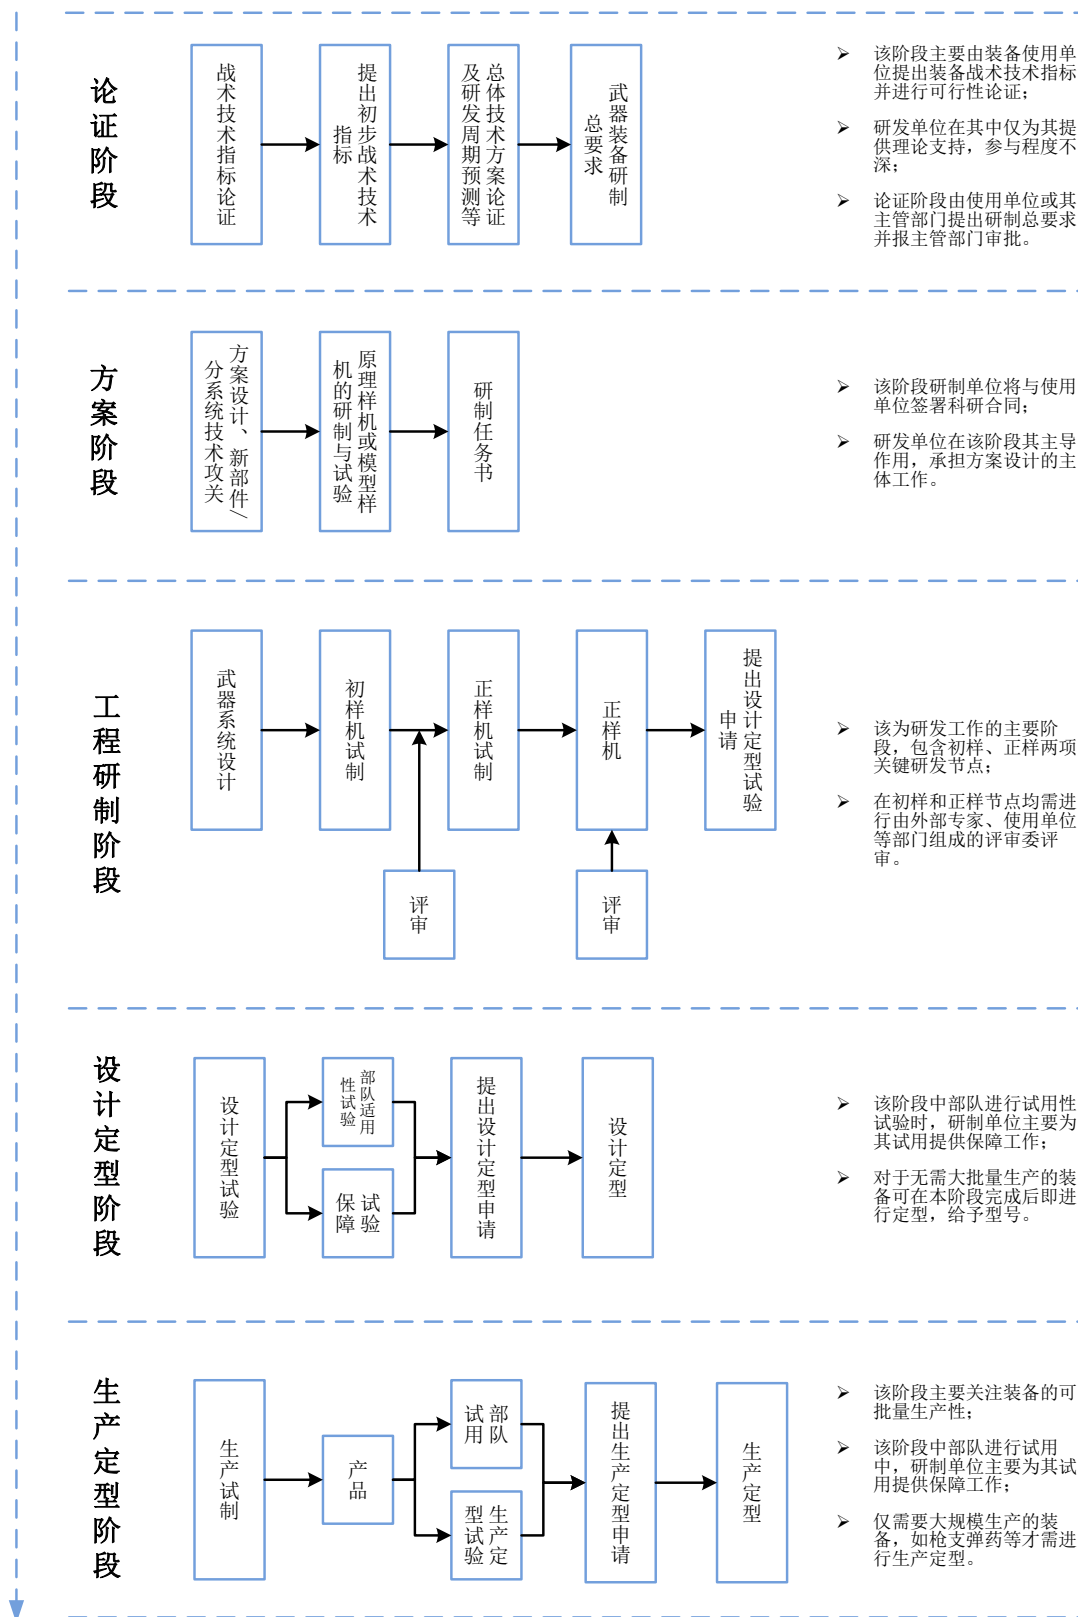 论证阶段
战术技术指标论证
提出初步战术技术
指标
总体技术方案论证
及研发周期预测等
武器装备研制
总要求
➢ 该阶段主要由装备使用单
位提出装备战术技术指标
并进行可行性论证；
➢ 研发单位在其中仅为其提
供理论支持，参与程度不
深；
➢ 论证阶段由使用单位或其
主管部门提出研制总要求
并报主管部门审批。
方案阶段
方案设计、新部件/
分系统技术攻关
原理样机或模型样
机的研制与试验
研制任务书
➢ 该阶段研制单位将与使用
单位签署科研合同；
➢ 研发单位在该阶段其主导
作用，承担方案设计的主
体工作。
工程研制阶段
武器系统设计
初样机试制
正样机试制
正样机
提出设计定型试验
申请
评审
评审
➢ 该为研发工作的主要阶
段，包含初样、正样两项
关键研发节点；
➢ 在初样和正样节点均需进
行由外部专家、使用单位
等部门组成的评审委评
审。
设计定型阶段
设计定型试验
部队适用
性试验
试验
保障
提出设计定型申请
设计定型
➢ 该阶段中部队进行试用性
试验时，研制单位主要为
其试用提供保障工作；
➢ 对于无需大批量生产的装
备可在本阶段完成后即进
行定型，给予型号。
生产定型阶段
生产试制
产品
部队
试用
生产定
型试验
提出生产定型申请
生产定型
➢ 该阶段主要关注装备的可
批量生产性；
➢ 该阶段中部队进行试用
中，研制单位主要为其试
用提供保障工作；
➢ 仅需要大规模生产的装
备，如枪支弹药等才需进
行生产定型。